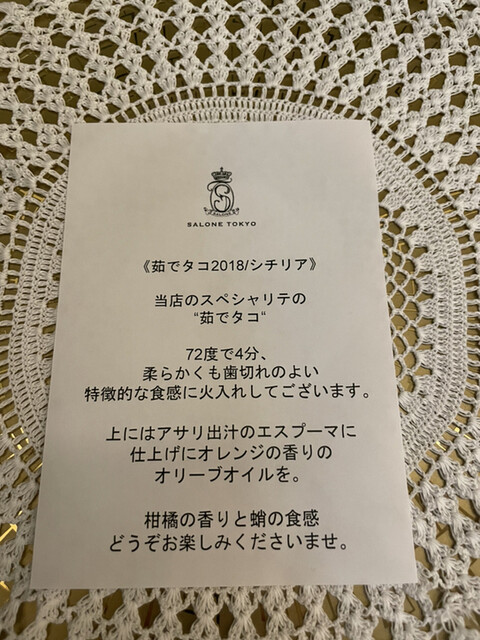 SALONE TOKYO
《茹でタコ2018/シチリア》
当店のスペシャリテの
“茹でタコ“
72度で4分、
柔らかくも歯切れのよい
特徴的な食感に火入れしてございます。
上にはアサリ出汁のエスプーマに
仕上げにオレンジの香りの
オリーブオイルを。
柑橘の香りと蛸の食感
どうぞお楽しみくださいませ。